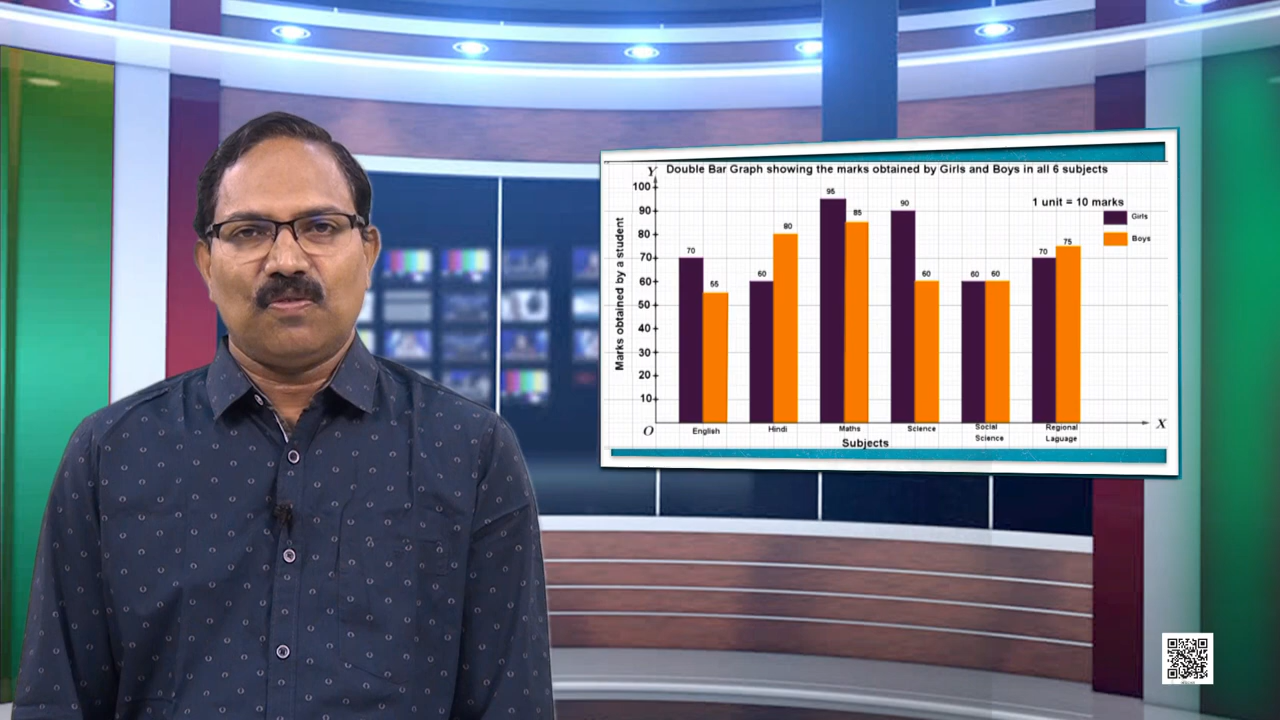 Y
Double Bar Graph showing the marks obtained by Girls and Boys in all 6 subjects
1 unit = 10 marks
Girls
Boys
Marks obtained by a student
100
90
80
70
60
50
40
30
20
10
O
70
55
60
80
95
85
90
60
60
60
70
75
X
English
Hindi
Maths
Science
Social
Science
Regional
Laguage
Subjects